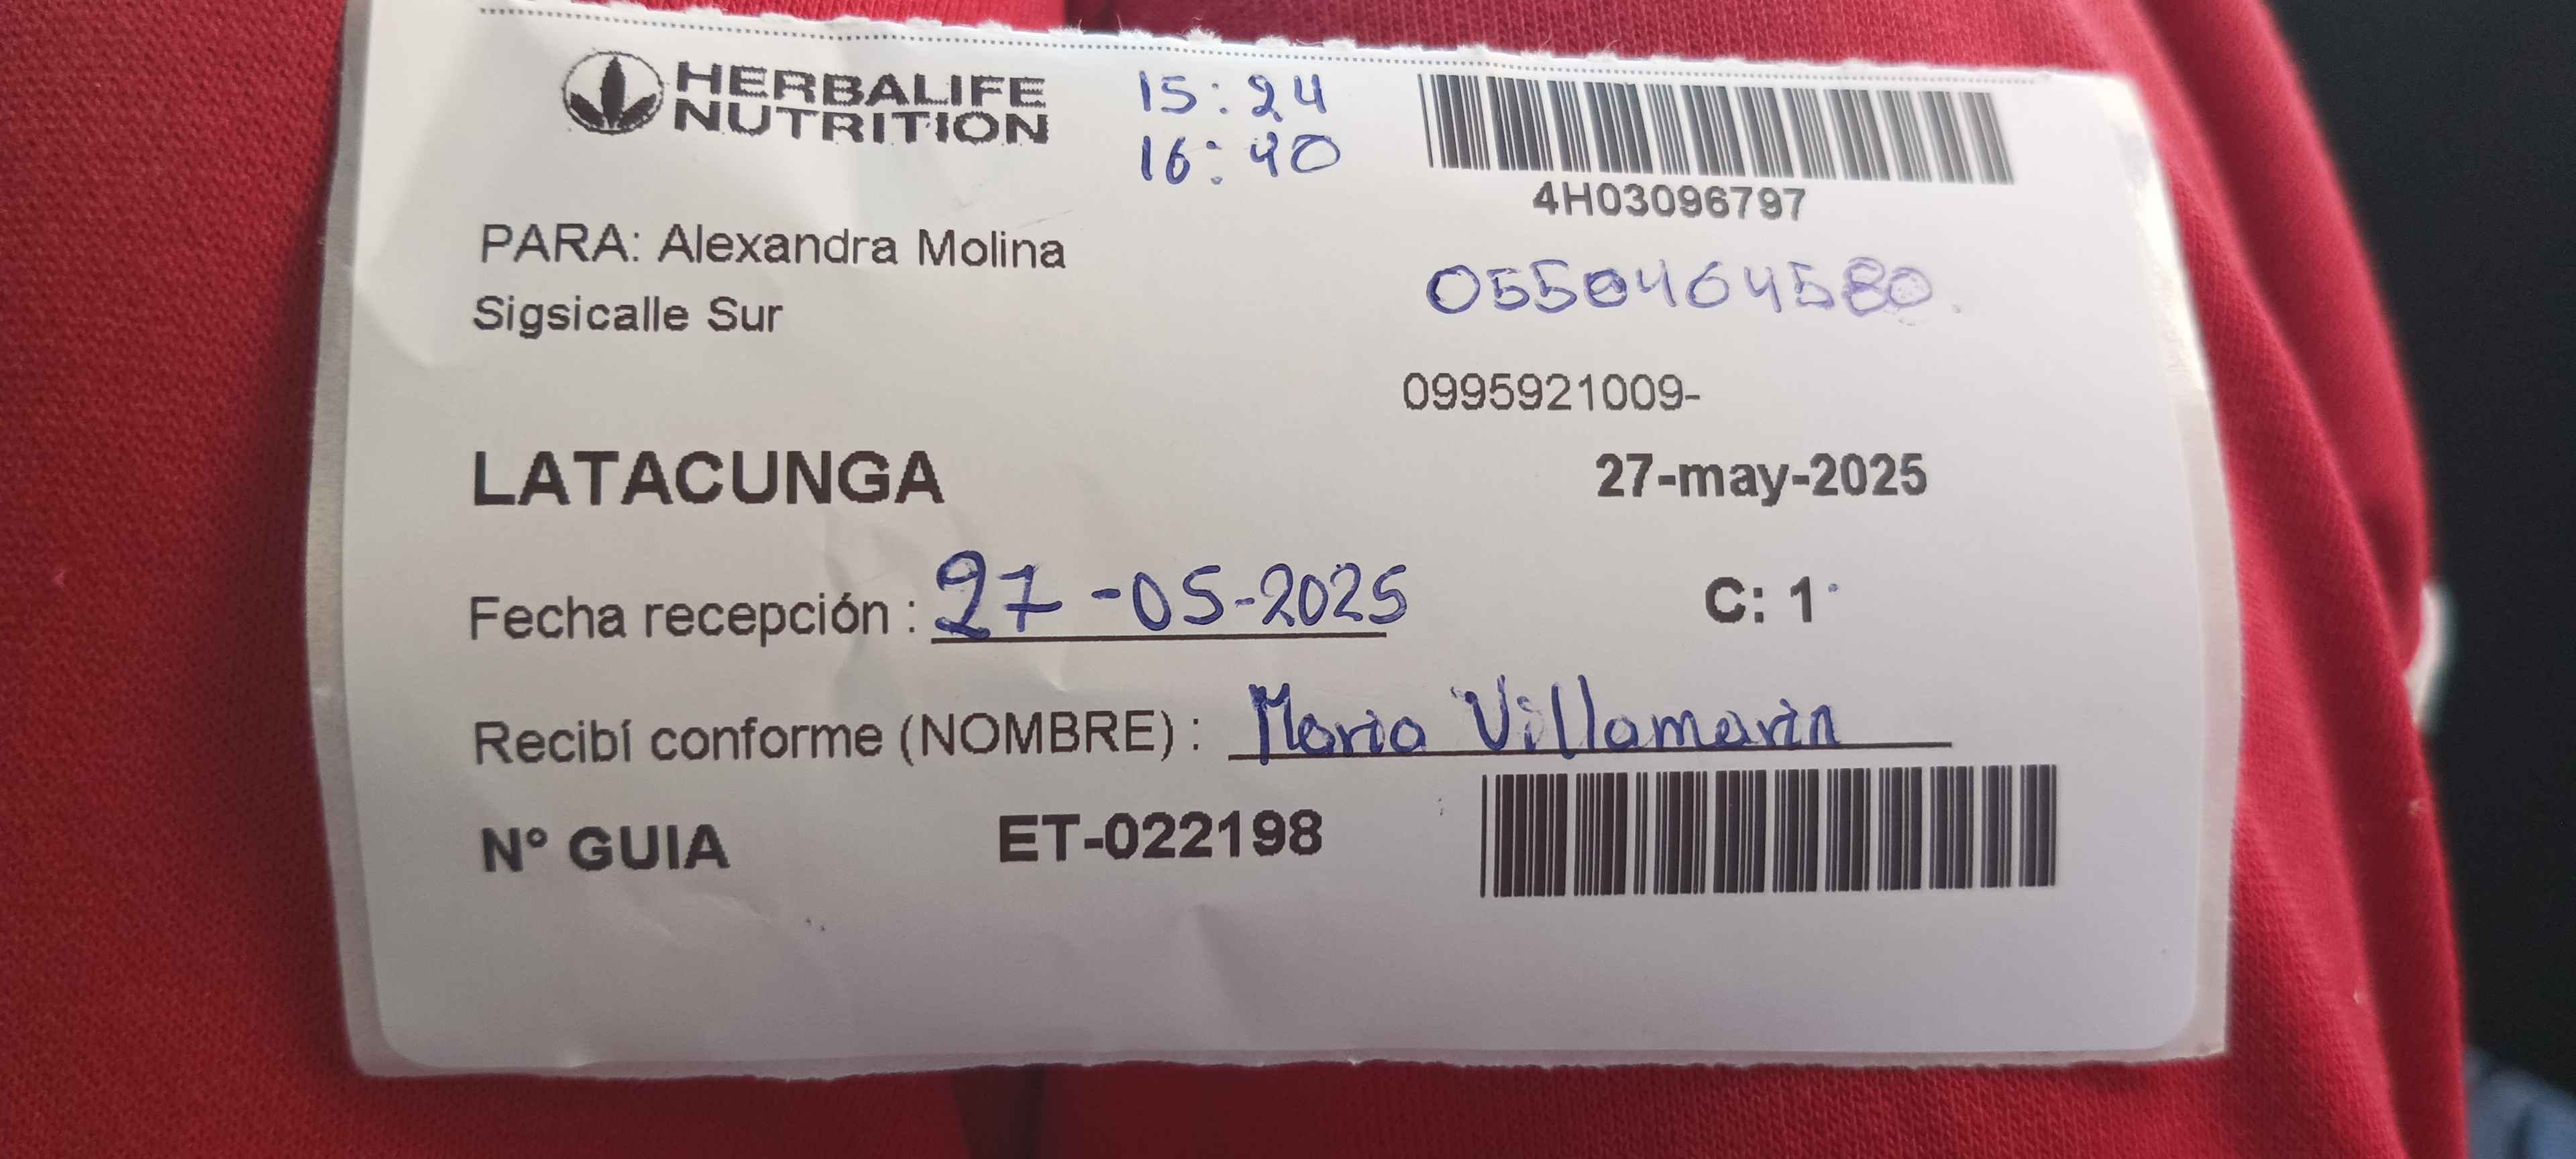 HERBALIFE
NUTRITION
15:24
16:40
4H03096797
PARA: Alexandra Molina
0550464580.
Sigsicalle Sur
0995921009-
LATACUNGA
27-may-2025
Fecha recepción : 27-05-2025
C: 1
Recibí conforme (NOMBRE) : Maria Villamarin
N° GUIA ET-022198